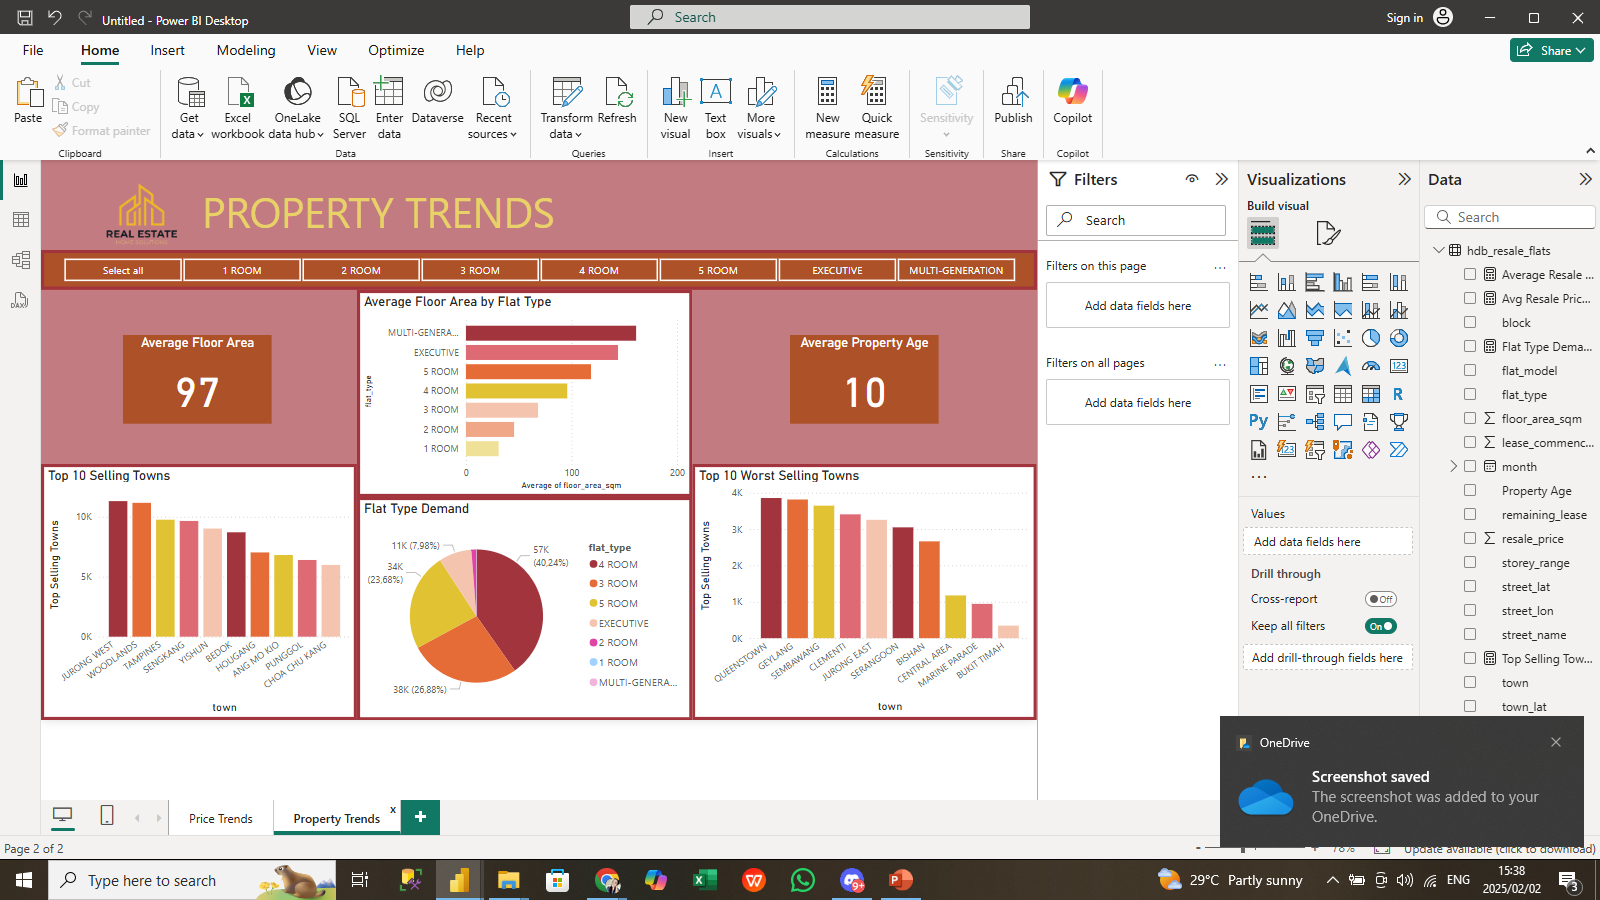 Untitled - Power BI Desktop
Search
Sign in
File Home Insert Modeling View Optimize Help
Share
Paste
Cut
Copy
Format painter
Clipboard
Get data
Excel workbook
OneLake data hub
SQL Server
Enter data
Dataverse
Recent sources
Data
Transform data
Refresh
Queries
New visual
Text box
More visuals
Insert
New measure
Quick measure
Calculations
Sensitivity
Sensitivity
Publish
Share
Copilot
Copilot
REAL ESTATE
PROPERTY TRENDS
Select all
1 ROOM
2 ROOM
3 ROOM
4 ROOM
5 ROOM
EXECUTIVE
MULTI-GENERATION
Average Floor Area
97
Average Floor Area by Flat Type
flat_type
MULTI-GENERA...
EXECUTIVE
5 ROOM
4 ROOM
3 ROOM
2 ROOM
1 ROOM
0 100 200
Average of floor_area_sqm
Average Property Age
10
Top 10 Selling Towns
Top Selling Towns
10K
5K
0K
JURONG WEST
WOODLANDS
TAMPINES
SENGKANG
YISHUN
BEDOK
HOUGANG
ANG MO KIO
PUNGGOL
CHOA CHU KANG
town
Flat Type Demand
11K (7,98%)
34K (23,68%)
57K (40,24%)
38K (26,88%)
flat_type
4 ROOM
3 ROOM
5 ROOM
EXECUTIVE
2 ROOM
1 ROOM
MULTI-GENERA...
Top 10 Worst Selling Towns
Top Selling Towns
4K
3K
2K
1K
0K
QUEENSTOWN
GEYLANG
SEMBAWANG
CLEMENTI
JURONG EAST
SERANGOON
BISHAN
CENTRAL AREA
MARINE PARADE
BUKIT TIMAH
town
Filters
Search
Filters on this page
Add data fields here
Filters on all pages
Add data fields here
Visualizations
Build visual
123
R
Py
123
Values
Add data fields here
Drill through
Cross-report
Off
Keep all filters
On
Add drill-through fields here
Data
Search
hdb_resale_flats
Average Resale ...
Avg Resale Pric...
block
Flat Type Dema...
flat_model
flat_type
floor_area_sqm
lease_commenc...
month
Property Age
remaining_lease
resale_price
storey_range
street_lat
street_lon
street_name
Top Selling Tow...
town
town_lat
OneDrive
Screenshot saved
The screenshot was added to your
OneDrive.
Price Trends
Property Trends
x
+
Page 2 of 2
78%
Update available (click to download)
Type here to search
9+
29°C Partly sunny
ENG
15:38
2025/02/02
3